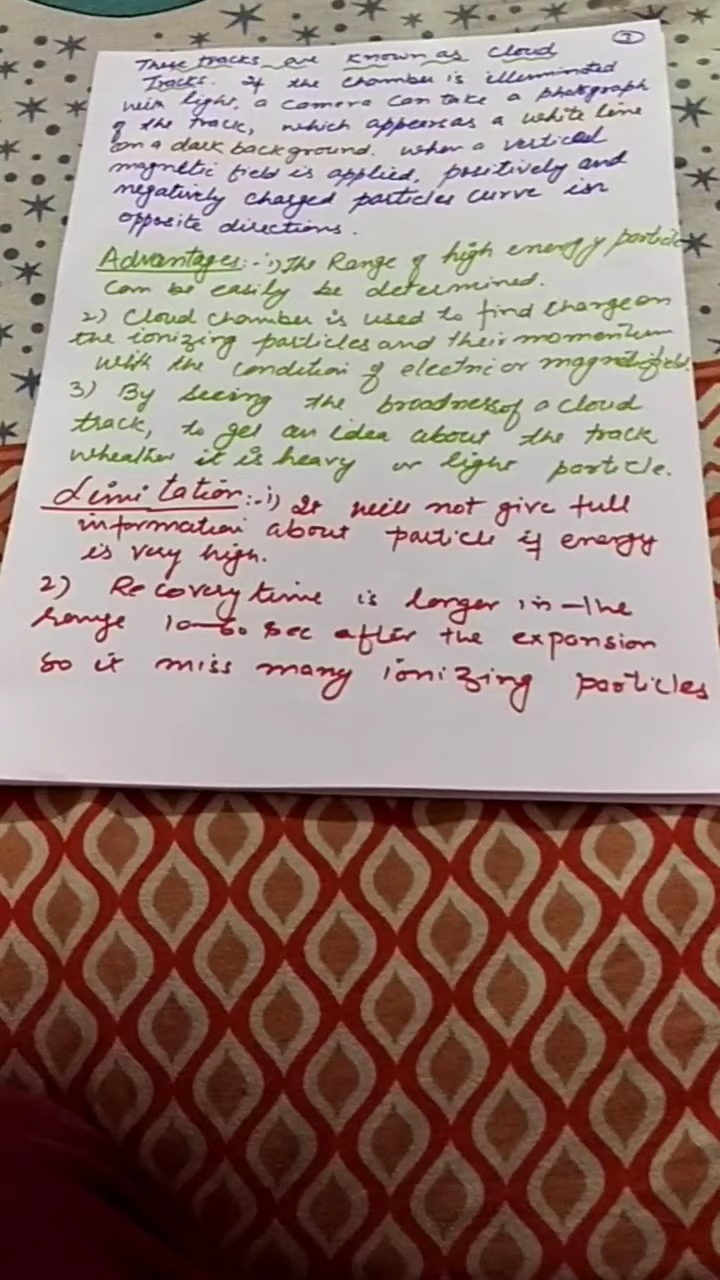 3
These tracks are known as Cloud
Tracks. If the chamber is illuminated
with light, a camera can take a photograph
of the track, which appears as a white line
on a dark background. when a vertical
magnetic field is applied, positively and
negatively charged particles curve in
opposite directions.
Advantages:- 1) The Range of high energy particle
can be easily be determined.
2) Cloud chamber is used to find charge on
the ionizing particles and their momentum
with the condition of electric or magnetic field.
3) By seeing the broadness of a cloud
track, to get an idea about the track
wheather it is heavy or light particle.
Limitation:- 1) It will not give full
information about particle if energy
is very high.
2) Recovery time is larger in the
range 10-60 sec after the expansion
so it miss many ionizing particles